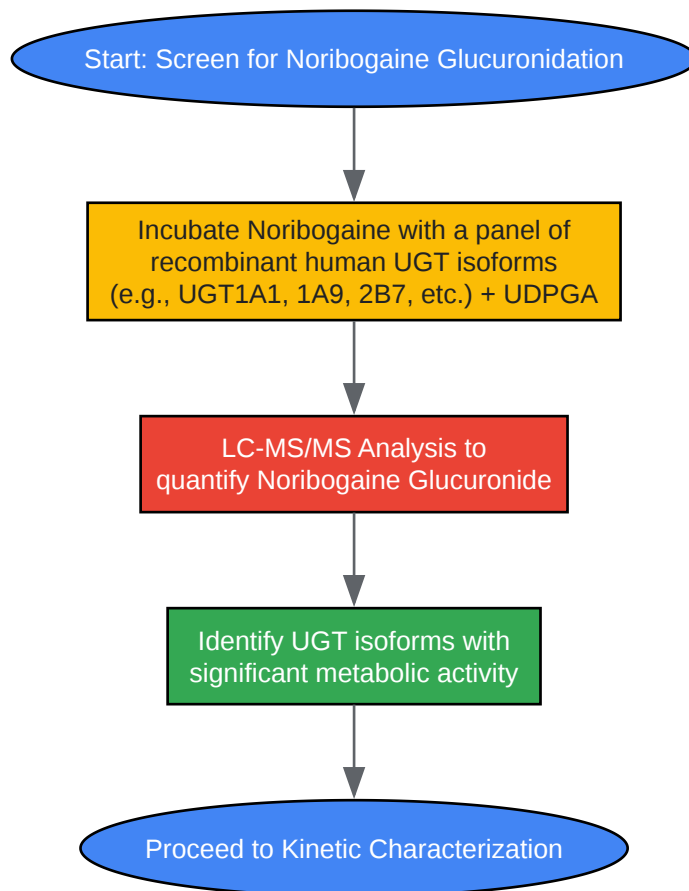 Start: Screen for Noribogaine Glucuronidation
Incubate Noribogaine with a panel of
recombinant human UGT isoforms
(e.g., UGT1A1, 1A9, 2B7, etc.) + UDPGA
LC-MS/MS Analysis to
quantify Noribogaine Glucuronide
Identify UGT isoforms with
significant metabolic activity
Proceed to Kinetic Characterization